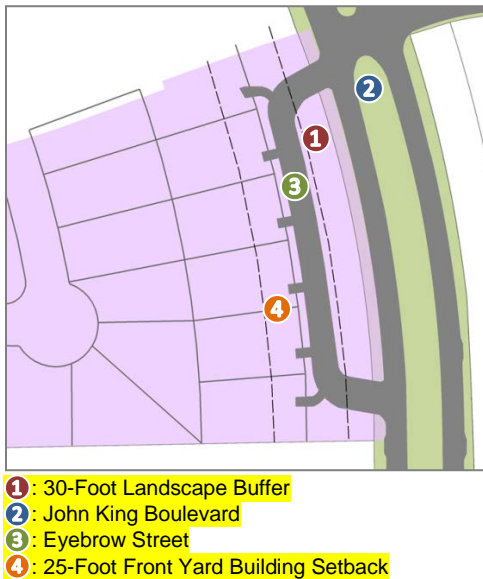 1
2
3
4
1: 30-Foot Landscape Buffer
2: John King Boulevard
3: Eyebrow Street
4: 25-Foot Front Yard Building Setback